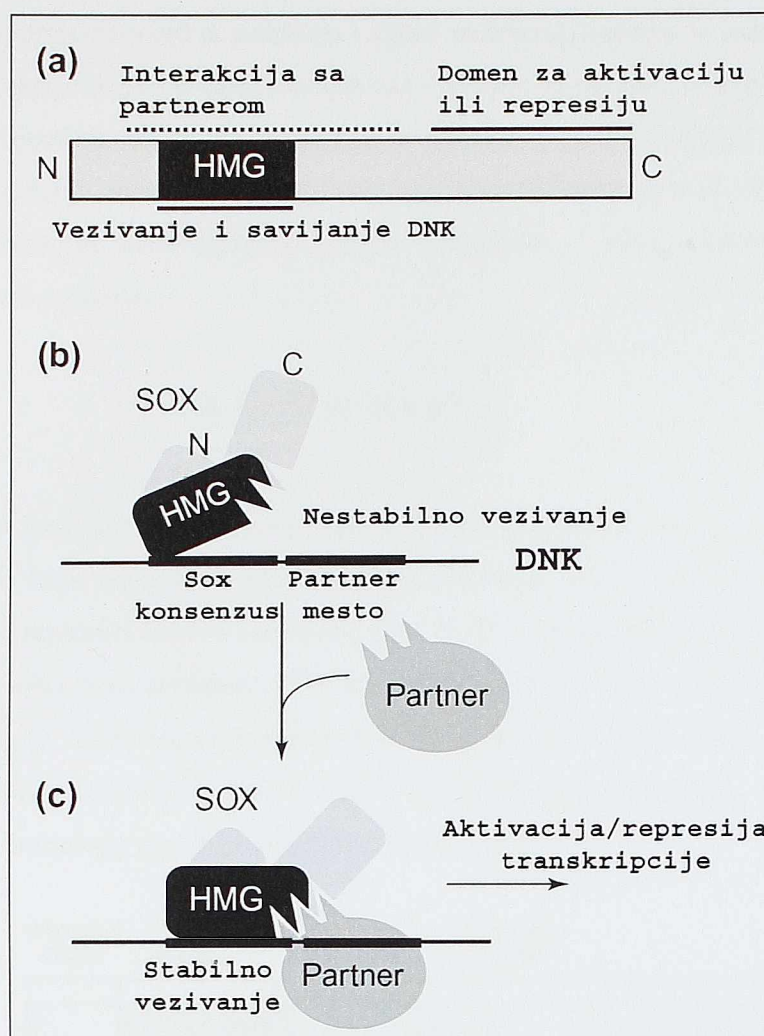 (a)
Interakcija sa
partnerom
Domen za aktivaciju
ili represiju
N
HMG
C
Vezivanje i savijanje DNK
(b)
C
SOX
N
HMG
Nestabilno vezivanje
DNK
Sox
konsenzus
Partner
mesto
Partner
(c)
SOX
Aktivacija/represija
transkripcije
HMG
Stabilno
vezivanje
Partner